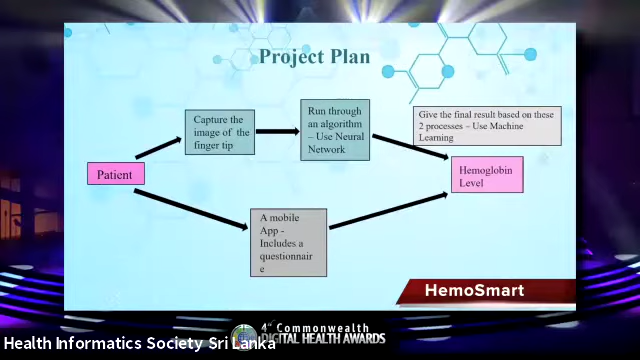 Project Plan
Capture the
image of the
finger tip
Run through
an algorithm
– Use Neural
Network
Give the final result based on these
2 processes – Use Machine
Learning
Patient
Hemoglobin
Level
A mobile
App -
Includes a
questionnair
e
HemoSmart
4th Commonwealth
DIGITAL HEALTH AWARDS
Health Informatics Society Sri Lanka